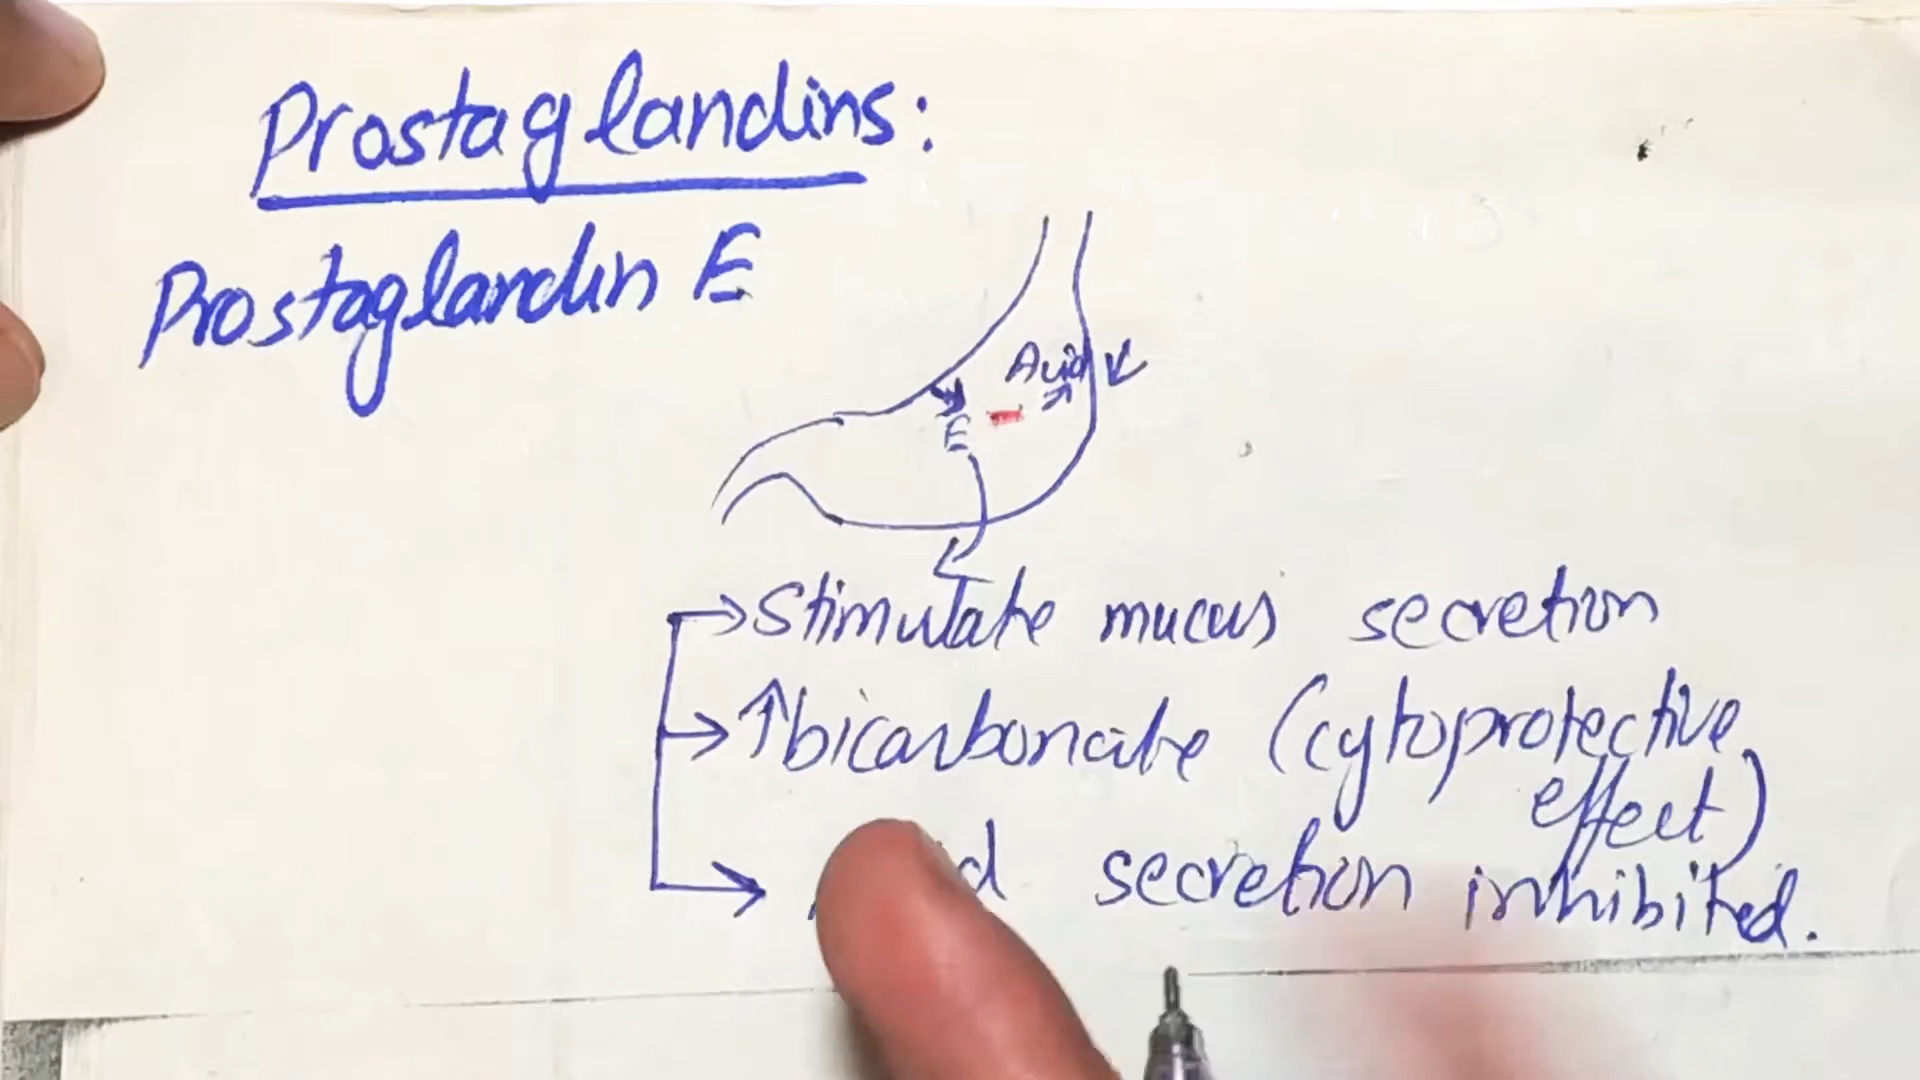 Prostaglandins:
Prostaglandin E
Acid ↓
E -
Stimulate mucus secretion
↑bicarbonate (cytoprotective
effect)
secretion inhibited.